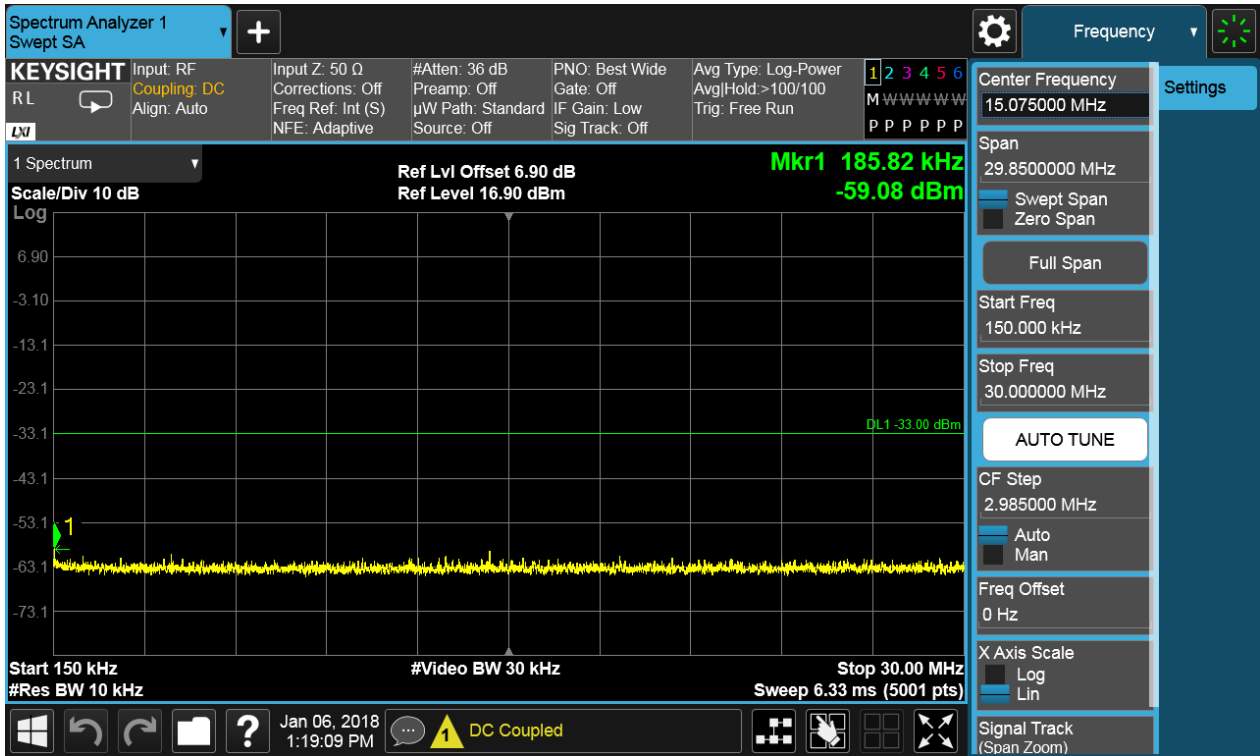 Spectrum Analyzer 1
Swept SA
Frequency
KEYSIGHT
RL
LXI
Input: RF
Coupling: DC
Align: Auto
Input Z: 50 Ω
Corrections: Off
Freq Ref: Int (S)
NFE: Adaptive
#Atten: 36 dB
Preamp: Off
µW Path: Standard
Source: Off
PNO: Best Wide
Gate: Off
IF Gain: Low
Sig Track: Off
Avg Type: Log-Power
Avg|Hold:>100/100
Trig: Free Run
1 2 3 4 5 6
M W W W W W
P P P P P P
1 Spectrum
Scale/Div 10 dB
Log
Ref Lvl Offset 6.90 dB
Ref Level 16.90 dBm
Mkr1 185.82 kHz
-59.08 dBm
6.90
-3.10
-13.1
-23.1
-33.1
DL1 -33.00 dBm
-43.1
-53.1
1
-63.1
-73.1
Start 150 kHz
#Video BW 30 kHz
Stop 30.00 MHz
#Res BW 10 kHz
Sweep 6.33 ms (5001 pts)
Center Frequency
15.075000 MHz
Settings
Span
29.8500000 MHz
Swept Span
Zero Span
Full Span
Start Freq
150.000 kHz
Stop Freq
30.000000 MHz
AUTO TUNE
CF Step
2.985000 MHz
Auto
Man
Freq Offset
0 Hz
X Axis Scale
Log
Lin
Signal Track
(Span Zoom)
?
Jan 06, 2018
1:19:09 PM
1
DC Coupled